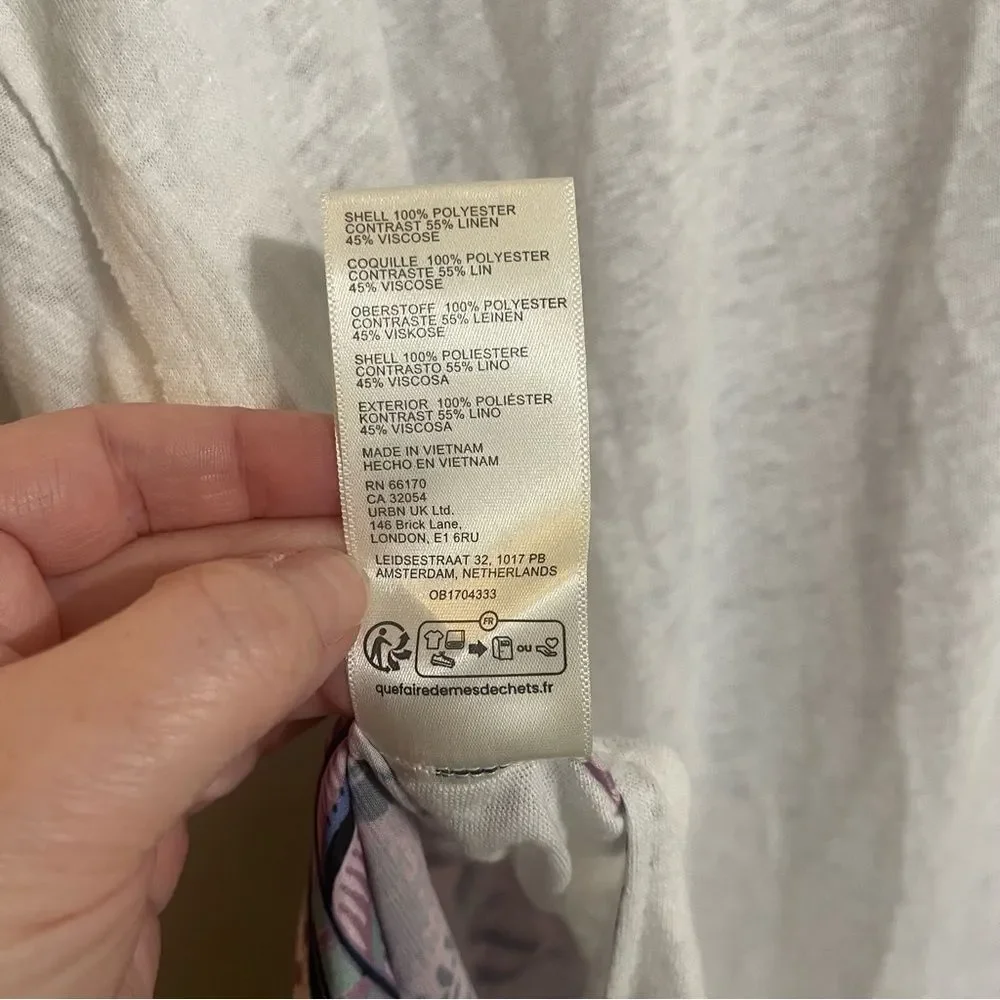 SHELL 100% POLYESTER
CONTRAST 55% LINEN
45% VISCOSE
COQUILLE 100% POLYESTER
CONTRASTE 55% LIN
45% VISCOSE
OBERSTOFF 100% POLYESTER
CONTRASTE 55% LEINEN
45% VISKOSE
SHELL 100% POLIESTERE
CONTRASTO 55% LINO
45% VISCOSA
EXTERIOR 100% POLIÉSTER
KONTRAST 55% LINO
45% VISCOSA
MADE IN VIETNAM
HECHO EN VIETNAM
RN 66170
CA 32054
URBN UK Ltd.
146 Brick Lane,
LONDON, E1 6RU
LEIDSESTRAAT 32, 1017 PB
AMSTERDAM, NETHERLANDS
OB1704333
FR
OU
quefairedemesdechets.fr